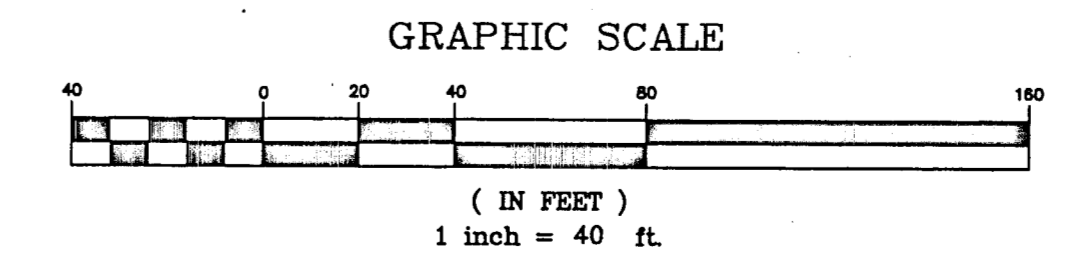 GRAPHIC SCALE
40 0 20 40 80 160
( IN FEET )
1 inch = 40 ft.